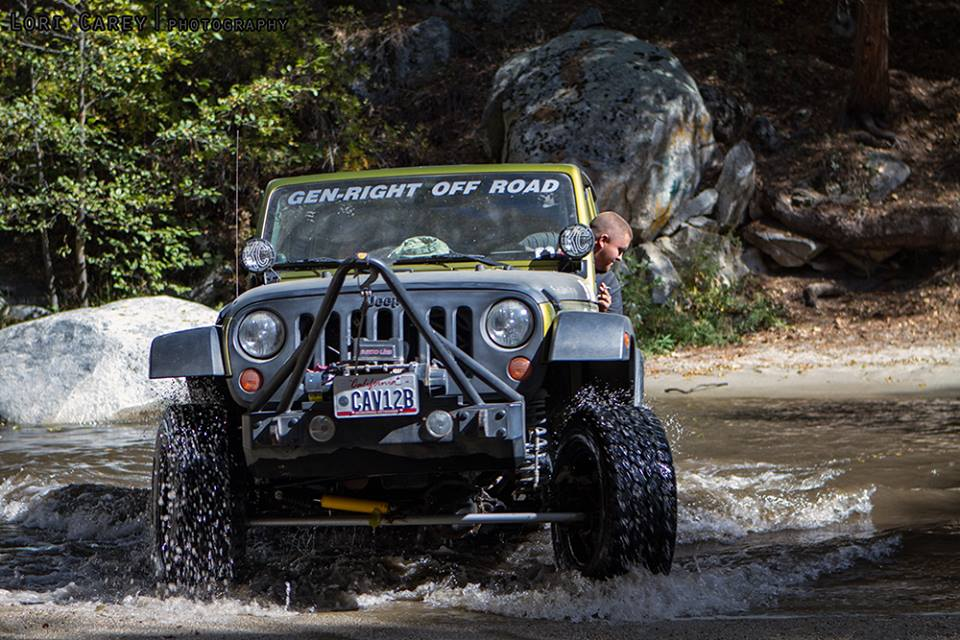 LORI CAREY | PHOTOGRAPHY
GEN-RIGHT OFF ROAD
Jeep
California
CAV12B